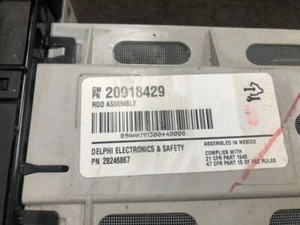 GM
PN 20918429
RDO ASSEMBLY
DELPHI ELECTRONICS & SAFETY
PN 28246867
ASSEMBLED IN MEXICO
COMPLIES WITH
21 CFR PART 1040
47 CFR PART 15 OF FCC RULES